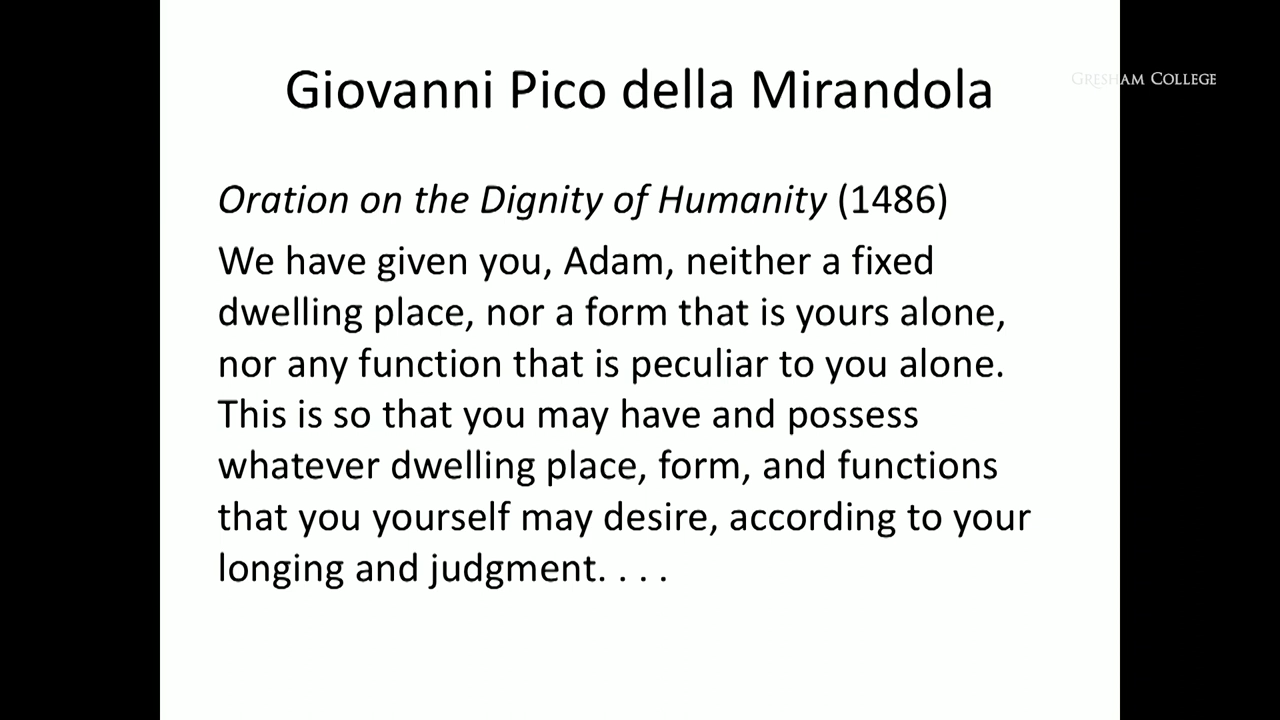 Giovanni Pico della Mirandola
GRESHAM COLLEGE
Oration on the Dignity of Humanity (1486)
We have given you, Adam, neither a fixed
dwelling place, nor a form that is yours alone,
nor any function that is peculiar to you alone.
This is so that you may have and possess
whatever dwelling place, form, and functions
that you yourself may desire, according to your
longing and judgment. . . .